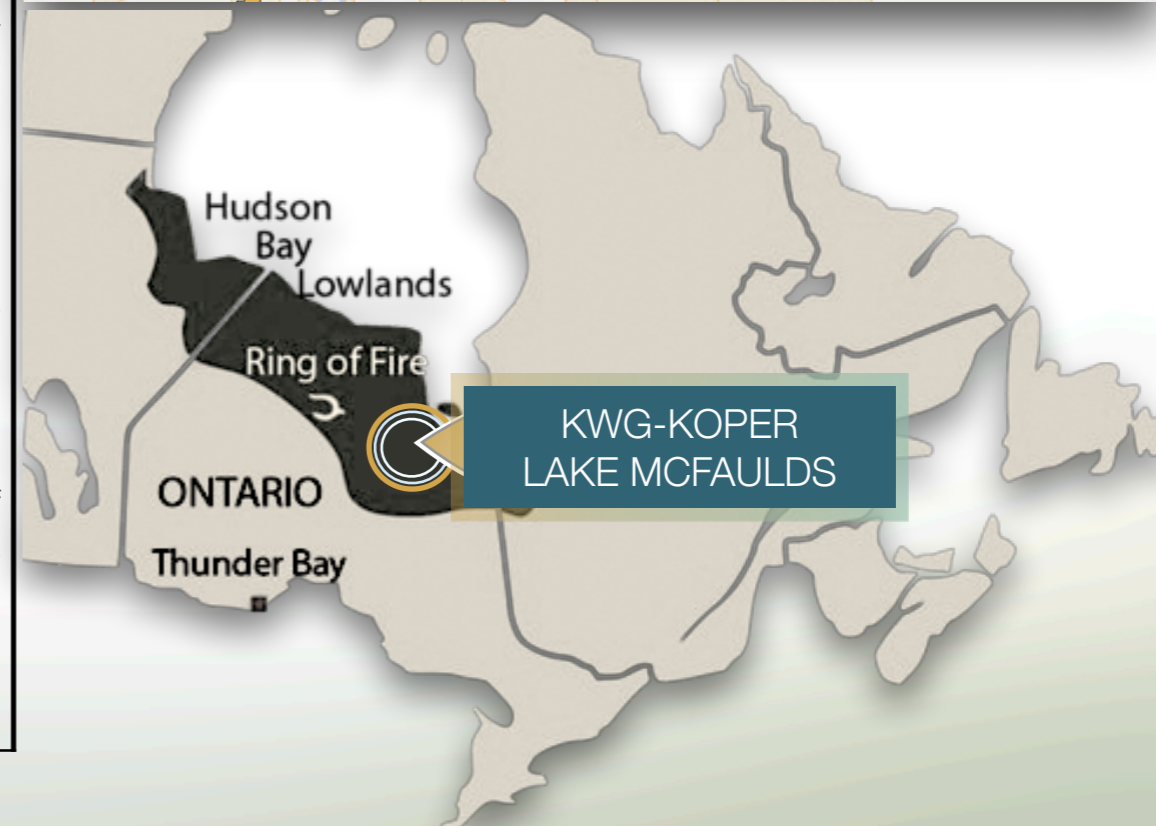 Hudson
Bay
Lowlands
Ring of Fire
KWG-KOPER
LAKE MCFAULDS
ONTARIO
Thunder Bay